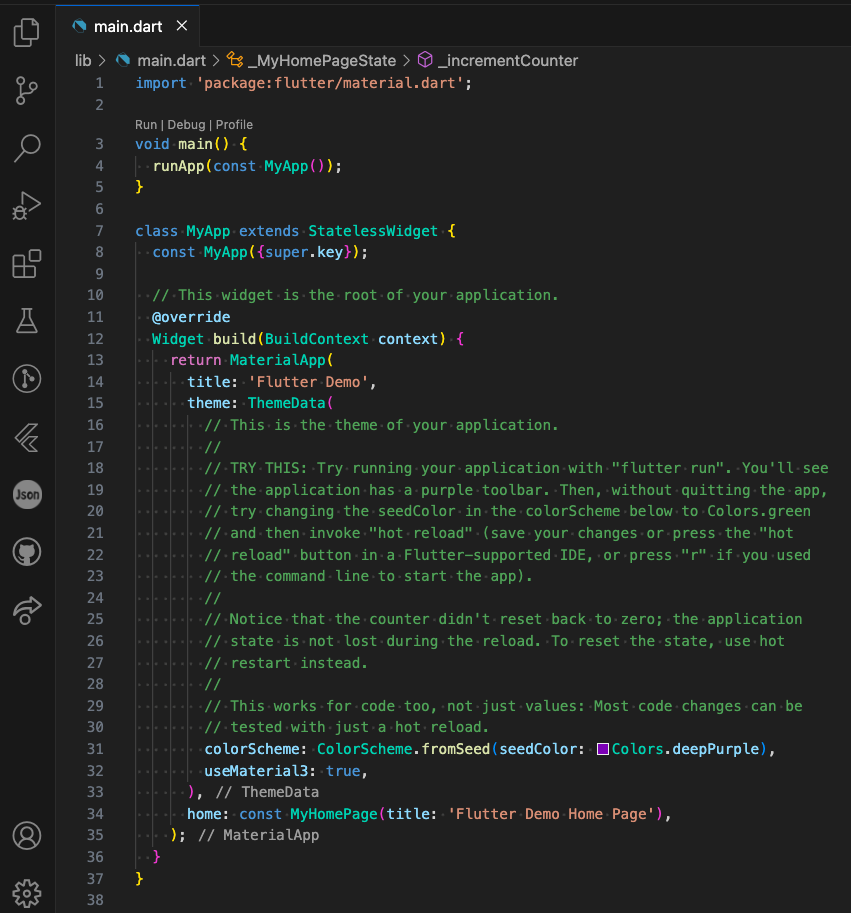 main.dart
lib > main.dart > _MyHomePageState > _incrementCounter
1 import 'package:flutter/material.dart';
2
Run | Debug | Profile
3 void main() {
4 runApp(const MyApp());
5 }
6
7 class MyApp extends StatelessWidget {
8 const MyApp({super.key});
9
10 // This widget is the root of your application.
11 @override
12 Widget build(BuildContext context) {
13 return MaterialApp(
14 title: 'Flutter Demo',
15 theme: ThemeData(
16 // This is the theme of your application.
17 //
18 // TRY THIS: Try running your application with "flutter run". You'll see
19 // the application has a purple toolbar. Then, without quitting the app,
20 // try changing the seedColor in the colorScheme below to Colors.green
21 // and then invoke "hot reload" (save your changes or press the "hot
22 // reload" button in a Flutter-supported IDE, or press "r" if you used
23 // the command line to start the app).
24 //
25 // Notice that the counter didn't reset back to zero; the application
26 // state is not lost during the reload. To reset the state, use hot
27 // restart instead.
28 //
29 // This works for code too, not just values: Most code changes can be
30 // tested with just a hot reload.
31 colorScheme: ColorScheme.fromSeed(seedColor: Colors.deepPurple),
32 useMaterial3: true,
33 ), // ThemeData
34 home: const MyHomePage(title: 'Flutter Demo Home Page'),
35 ); // MaterialApp
36 }
37 }
38
Json